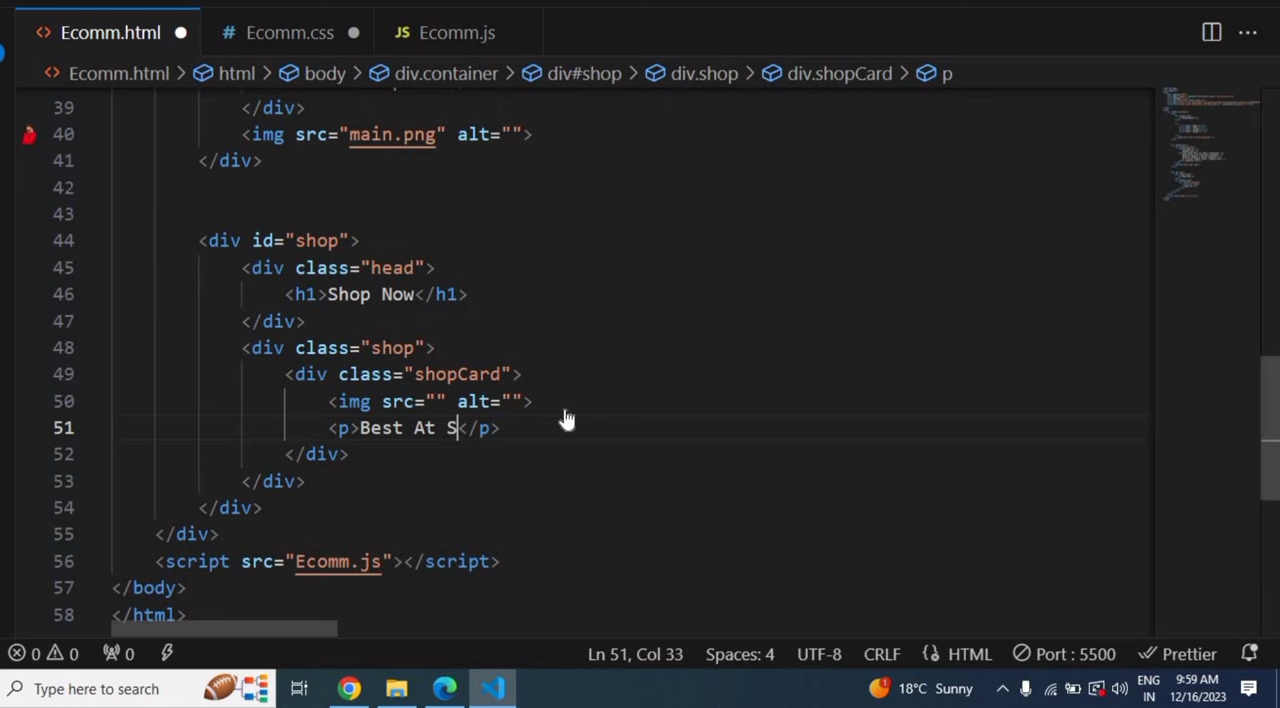 Ecomm.html
# Ecomm.css
JS Ecomm.js
Ecomm.html > html > body > div.container > div#shop > div.shop > div.shopCard > p
39 </div>
40 <img src="main.png" alt="">
41 </div>
42
43
44 <div id="shop">
45 <div class="head">
46 <h1>Shop Now</h1>
47 </div>
48 <div class="shop">
49 <div class="shopCard">
50 <img src="" alt="">
51 <p>Best At S</p>
52 </div>
53 </div>
54 </div>
55 </div>
56 <script src="Ecomm.js"></script>
57 </body>
58 </html>
0 0 0 Ln 51, Col 33 Spaces: 4 UTF-8 CRLF HTML Port : 5500 Prettier
Type here to search
18°C Sunny
ENG
IN
9:59 AM
12/16/2023